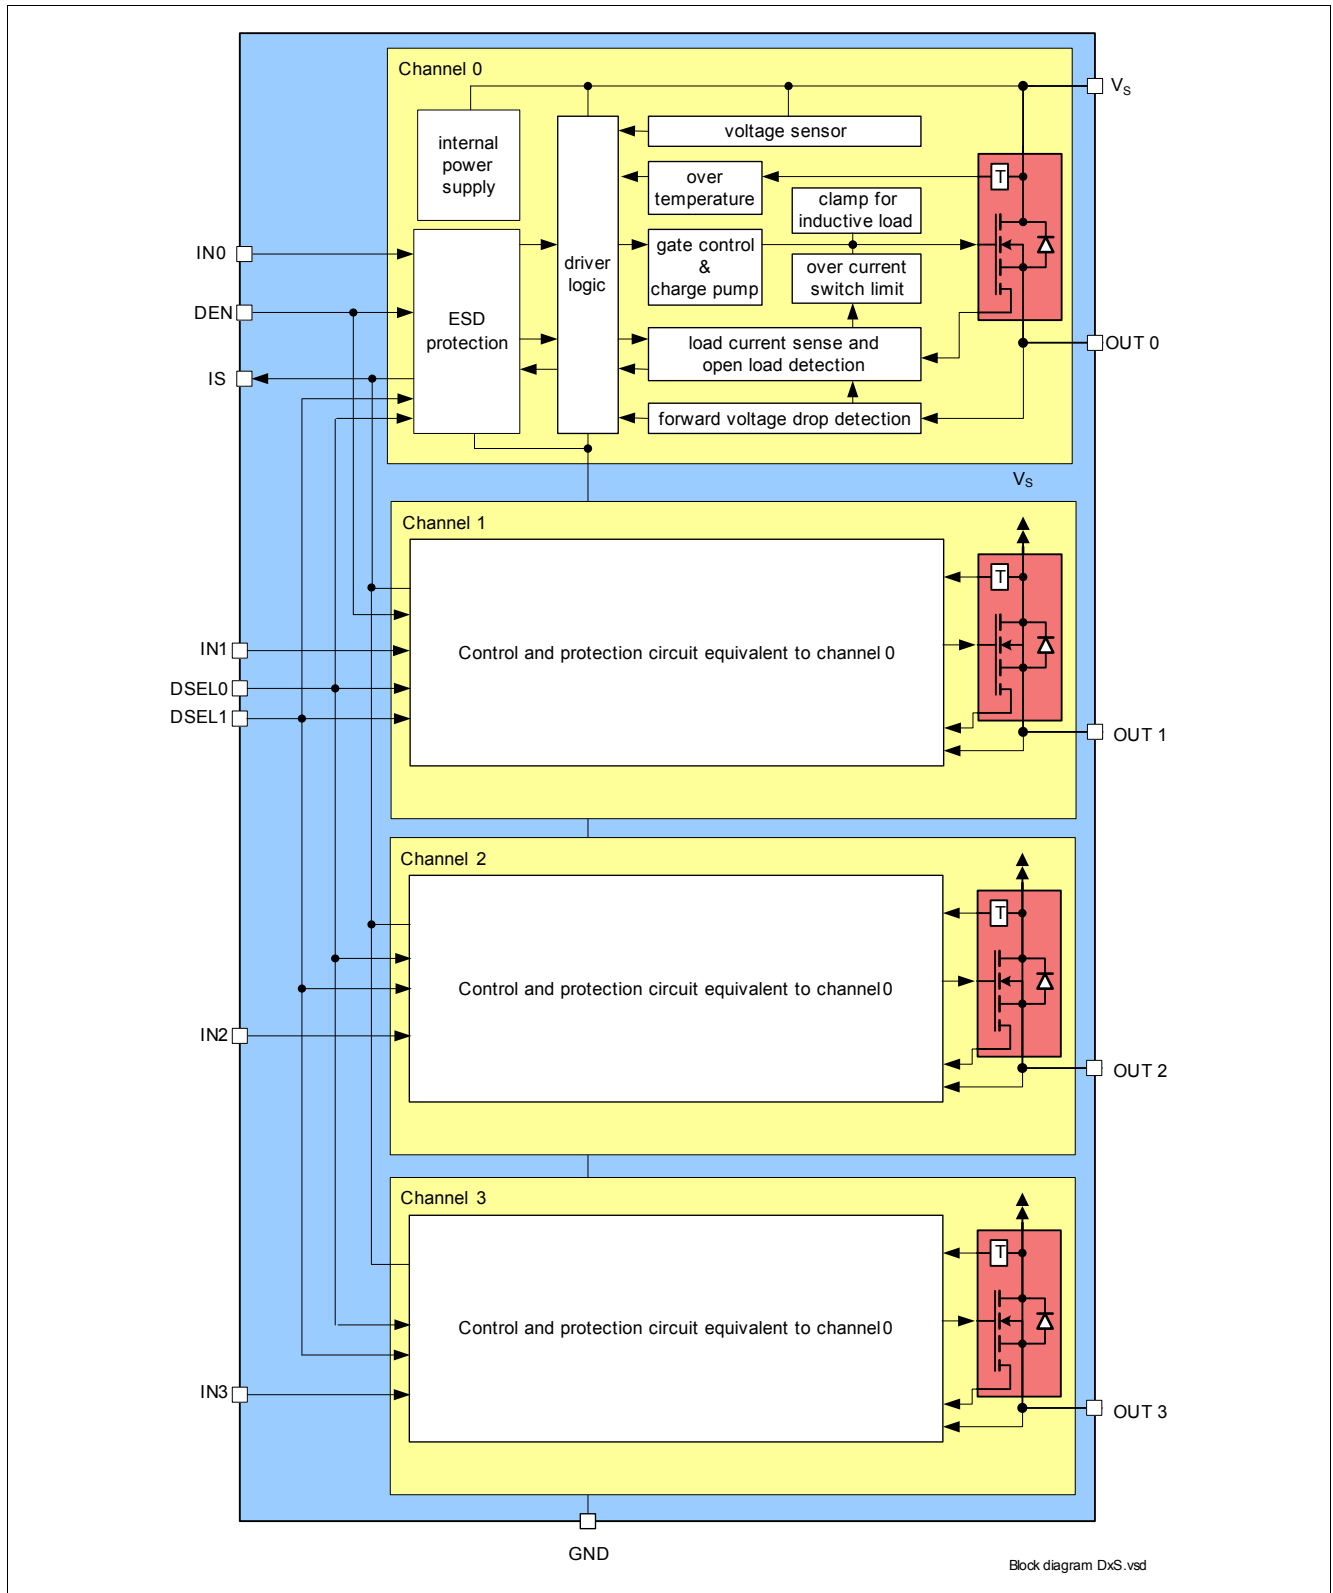 Channel 0
VS
internal
power
supply
voltage sensor
over
temperature
T
clamp for
inductive load
IN0
driver
logic
gate control
&
charge pump
over current
switch limit
DEN
ESD
protection
load current sense and
open load detection
OUT 0
IS
forward voltage drop detection
VS
Channel 1
T
IN1
Control and protection circuit equivalent to channel 0
DSEL0
DSEL1
OUT 1
Channel 2
T
Control and protection circuit equivalent to channel 0
IN2
OUT 2
Channel 3
T
Control and protection circuit equivalent to channel 0
IN3
OUT 3
GND
Block diagram DxS.vsd